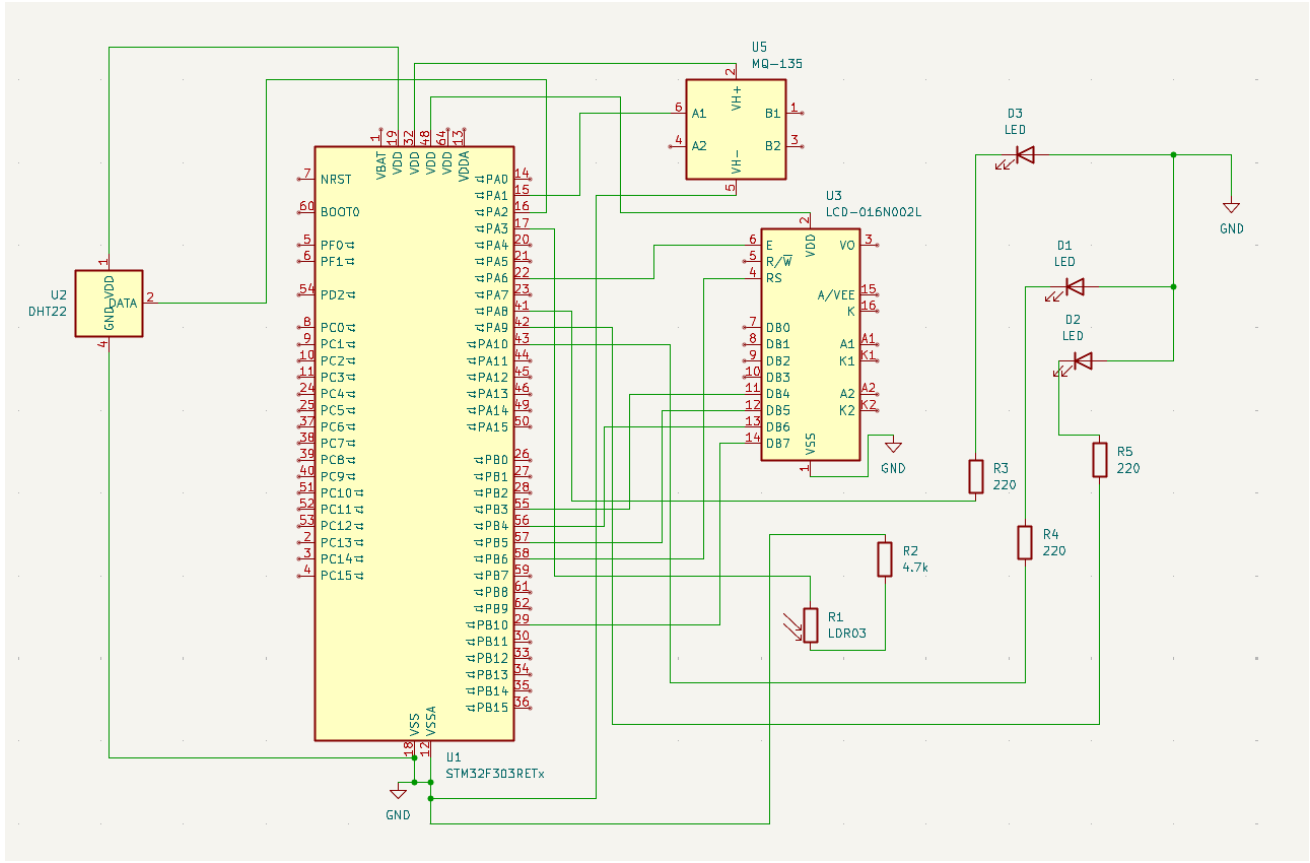 U5
MQ-135
2
VH+
6
A1
B1
1
4
A2
B2
3
VH-
5
D3
LED
GND
D1
LED
D2
LED
1
VBAT
19
VDD
32
VDD
48
VDD
64
VDD
13
VDDA
7
NRST
60
BOOT0
5
PF0
6
PF1
54
PD2
8
PC0
9
PC1
10
PC2
11
PC3
24
PC4
25
PC5
37
PC6
38
PC7
39
PC8
40
PC9
51
PC10
52
PC11
53
PC12
2
PC13
3
PC14
4
PC15
PA0
14
PA1
15
PA2
16
PA3
17
PA4
20
PA5
21
PA6
22
PA7
23
PA8
41
PA9
42
PA10
43
PA11
44
PA12
45
PA13
46
PA14
49
PA15
50
PB0
26
PB1
27
PB2
28
PB3
55
PB4
56
PB5
57
PB6
58
PB7
59
PB8
61
PB9
62
PB10
29
PB11
30
PB12
33
PB13
34
PB14
35
PB15
36
VSS
18
VSSA
12
U1
STM32F303RETx
GND
U2
DHT22
1
VDD
DATA
2
GND
4
U3
LCD-016N002L
2
VDD
6
E
5
R/W
4
RS
7
DB0
8
DB1
9
DB2
10
DB3
11
DB4
12
DB5
13
DB6
14
DB7
VO
3
A/VEE
15
K
16
A1
A1
K1
K1
A2
A2
K2
K2
VSS
1
GND
R3
220
R5
220
R4
220
R2
4.7k
R1
LDR03